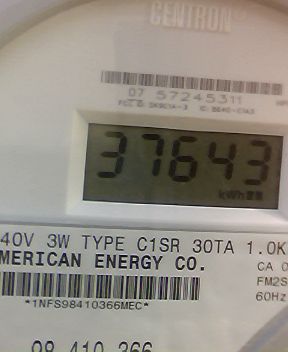 CENTRON®
07 57245311
37643
kWh
40V 3W TYPE C1SR 30TA 1.0K
MERICAN ENERGY CO.
CA 0
FM2S
*1NFS98410366MEC*
60Hz
98 410 366